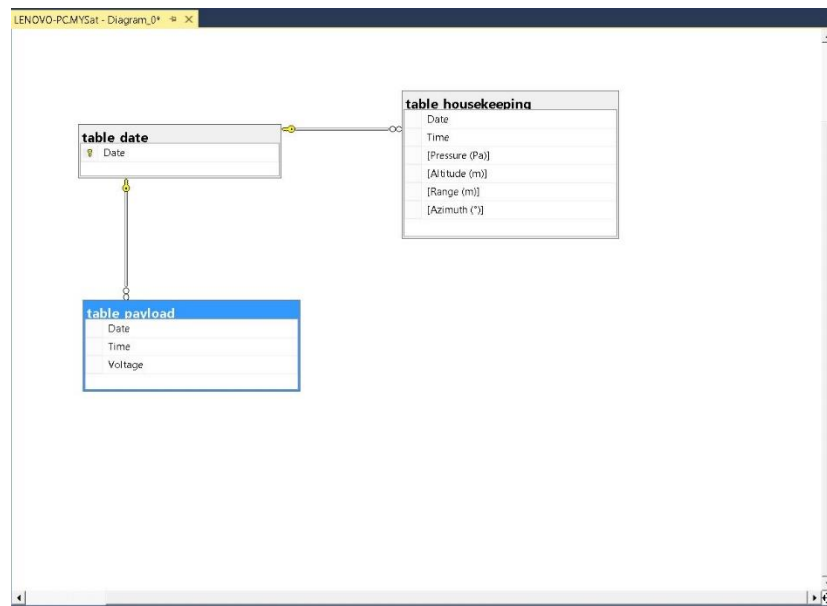 LENOVO-PC.MYSat - Diagram_0*
table date
Date
table housekeeping
Date
Time
[Pressure (Pa)]
[Altitude (m)]
[Range (m)]
[Azimuth (°)]
table payload
Date
Time
Voltage